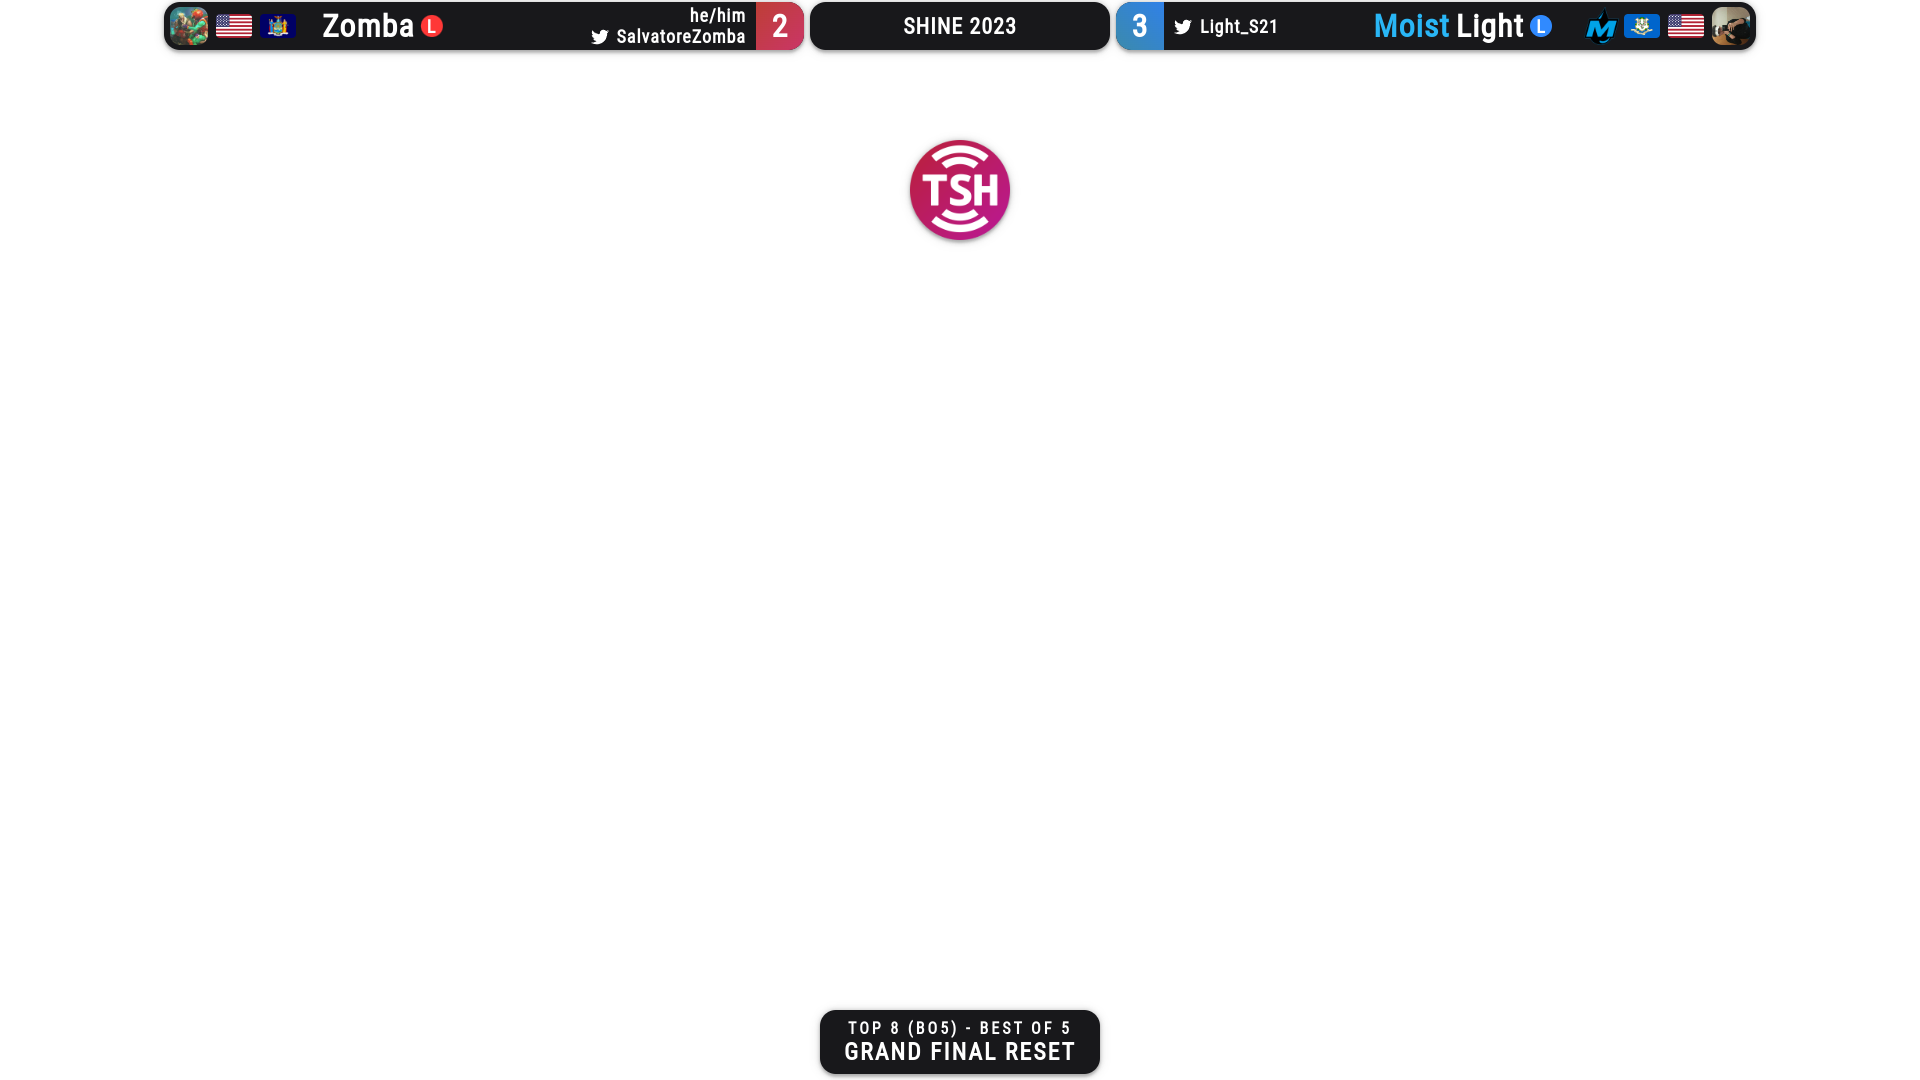 Zomba L
he/him
SalvatoreZomba
2
SHINE 2023
3
Light_S21
Moist Light L
M
TSH
TOP 8 (BO5) - BEST OF 5
GRAND FINAL RESET